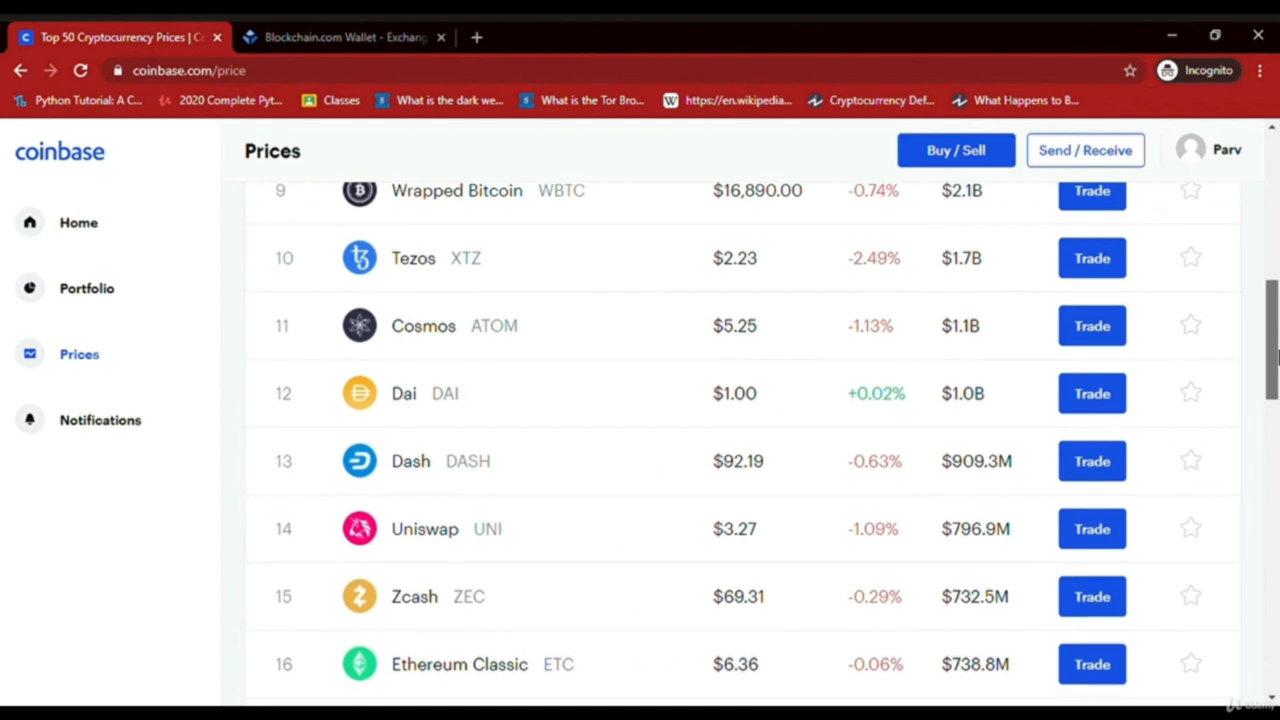 Top 50 Cryptocurrency Prices | C
Blockchain.com Wallet - Exchang
coinbase.com/price
Incognito
Python Tutorial: A C...
2020 Complete Pyt...
Classes
What is the dark we...
What is the Tor Bro...
https://en.wikipedia...
Cryptocurrency Def...
What Happens to B...
coinbase
Prices
Buy / Sell
Send / Receive
Parv
Home
Portfolio
Prices
Notifications
9 Wrapped Bitcoin WBTC $16,890.00 -0.74% $2.1B Trade
10 Tezos XTZ $2.23 -2.49% $1.7B Trade
11 Cosmos ATOM $5.25 -1.13% $1.1B Trade
12 Dai DAI $1.00 +0.02% $1.0B Trade
13 Dash DASH $92.19 -0.63% $909.3M Trade
14 Uniswap UNI $3.27 -1.09% $796.9M Trade
15 Zcash ZEC $69.31 -0.29% $732.5M Trade
16 Ethereum Classic ETC $6.36 -0.06% $738.8M Trade
Udemy